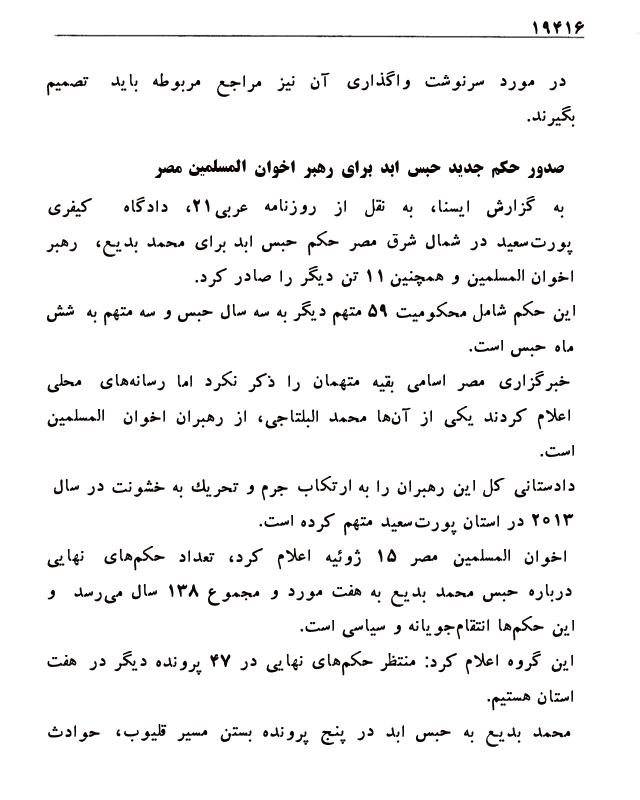 ۱۹۴۱۶
در مورد سرنوشت واگذاری آن نیز مراجع مربوطه باید تصمیم
بگیرند.
صدور حکم جدید حبس ابد برای رهبر اخوان المسلمین مصر
به گزارش ایسنا، به نقل از روزنامه عربی۲۱، دادگاه کیفری
پورت‌سعید در شمال شرق مصر حکم حبس ابد برای محمد بدیع، رهبر
اخوان المسلمین و همچنین ۱۱ تن دیگر را صادر کرد.
این حکم شامل محکومیت ۵۹ متهم دیگر به سه سال حبس و سه متهم به شش
ماه حبس است.
خبرگزاری مصر اسامی بقیه متهمان را ذکر نکرد اما رسانه‌های محلی
اعلام کردند یکی از آن‌ها محمد البلتاجی، از رهبران اخوان المسلمین
است.
دادستانی کل این رهبران را به ارتکاب جرم و تحریك به خشونت در سال
۲۰۱۳ در استان پورت‌سعید متهم کرده است.
اخوان المسلمین مصر ۱۵ ژوئیه اعلام کرد، تعداد حکم‌های نهایی
درباره حبس محمد بدیع به هفت مورد و مجموع ۱۳۸ سال می‌رسد و
این حکم‌ها انتقام‌جویانه و سیاسی است.
این گروه اعلام کرد: منتظر حکم‌های نهایی در ۴۷ پرونده دیگر در هفت
استان هستیم.
محمد بدیع به حبس ابد در پنج پرونده بستن مسیر قلیوب، حوادث